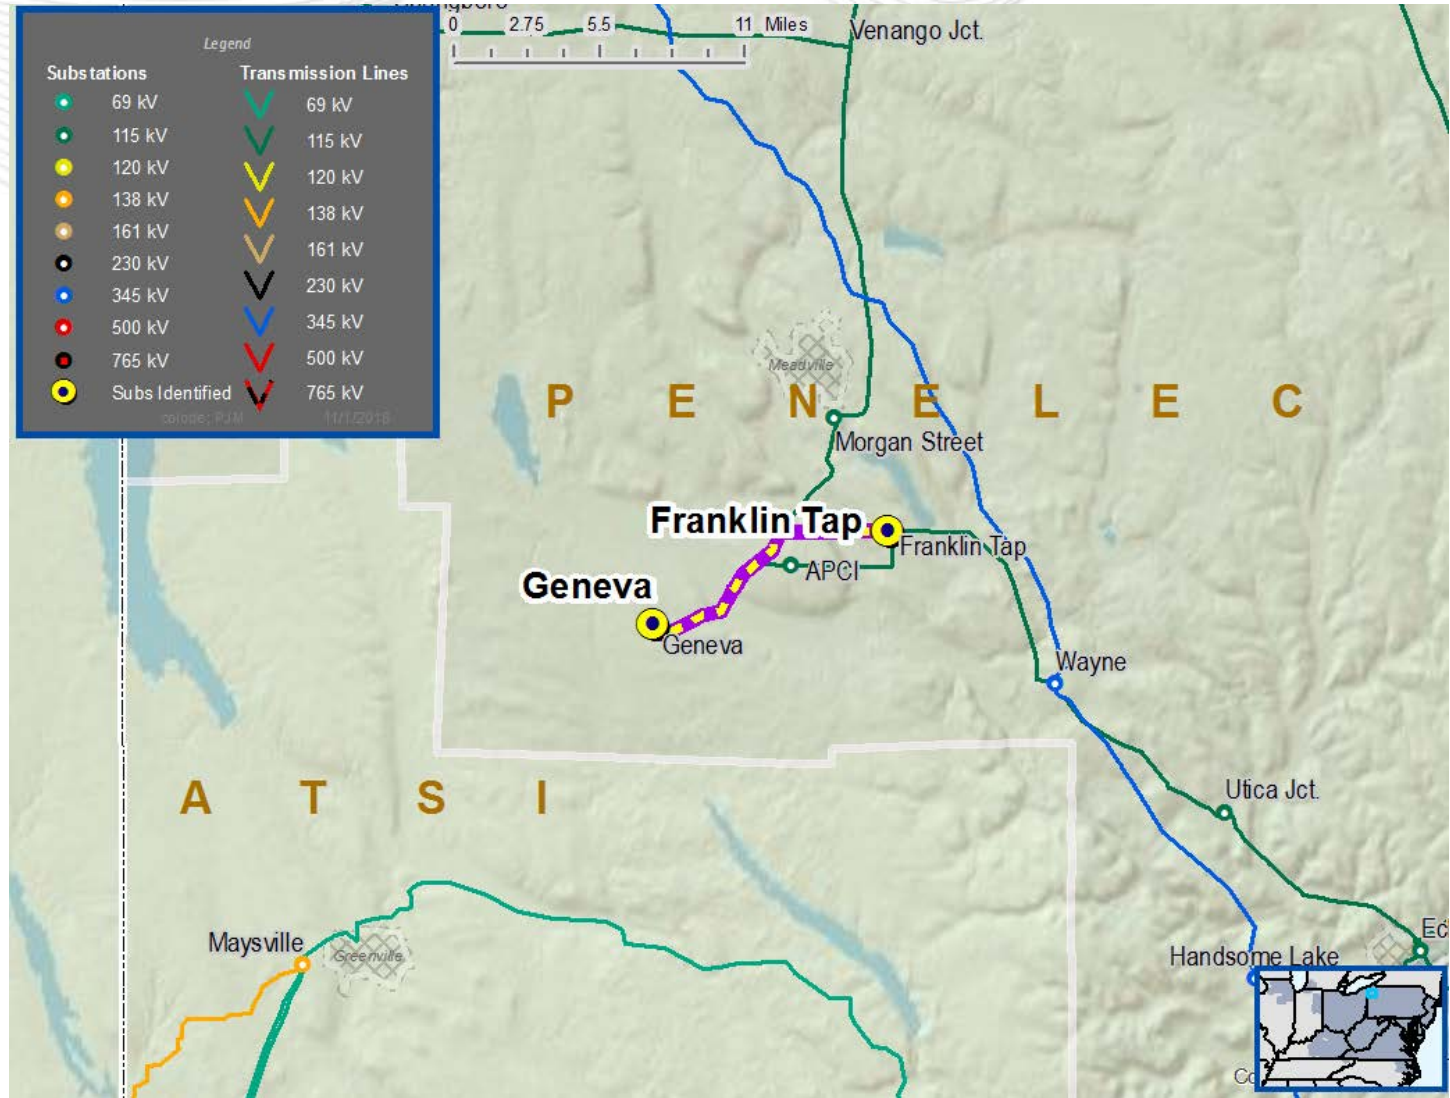 0 2.75 5.5 11 Miles
Venango Jct.
Legend
Substations Transmission Lines
69 kV 69 kV
115 kV 115 kV
120 kV 120 kV
138 kV 138 kV
161 kV 161 kV
230 kV 230 kV
345 kV 345 kV
500 kV 500 kV
765 kV 765 kV
Subs Identified
11/1/2018
Meadville
P E N E L E C
Morgan Street
Franklin Tap
Franklin Tap
APCI
Geneva
Geneva
Wayne
A T S I
Utica Jct.
Maysville
Greenville
Handsome Lake